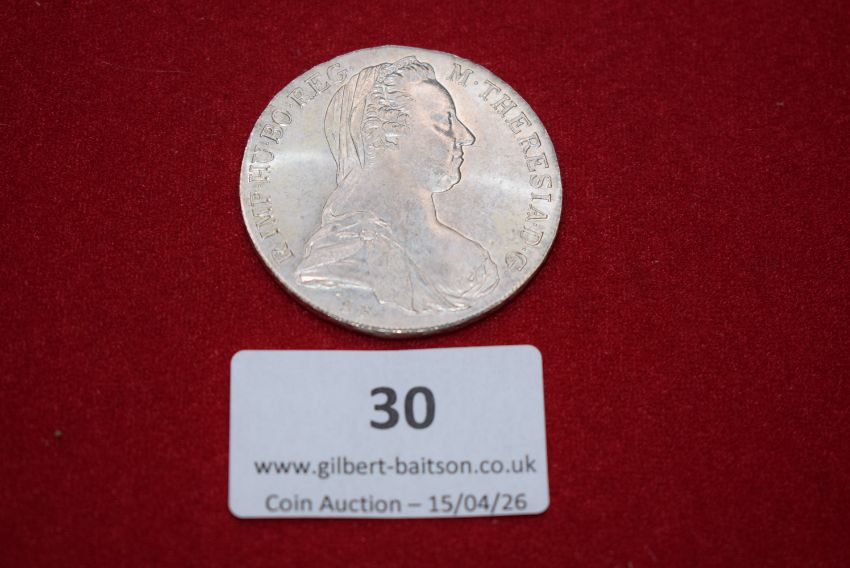 R·IMP·HU·BO·REG· M·THERESIA·D·G·
30
www.gilbert-baitson.co.uk
Coin Auction – 15/04/26